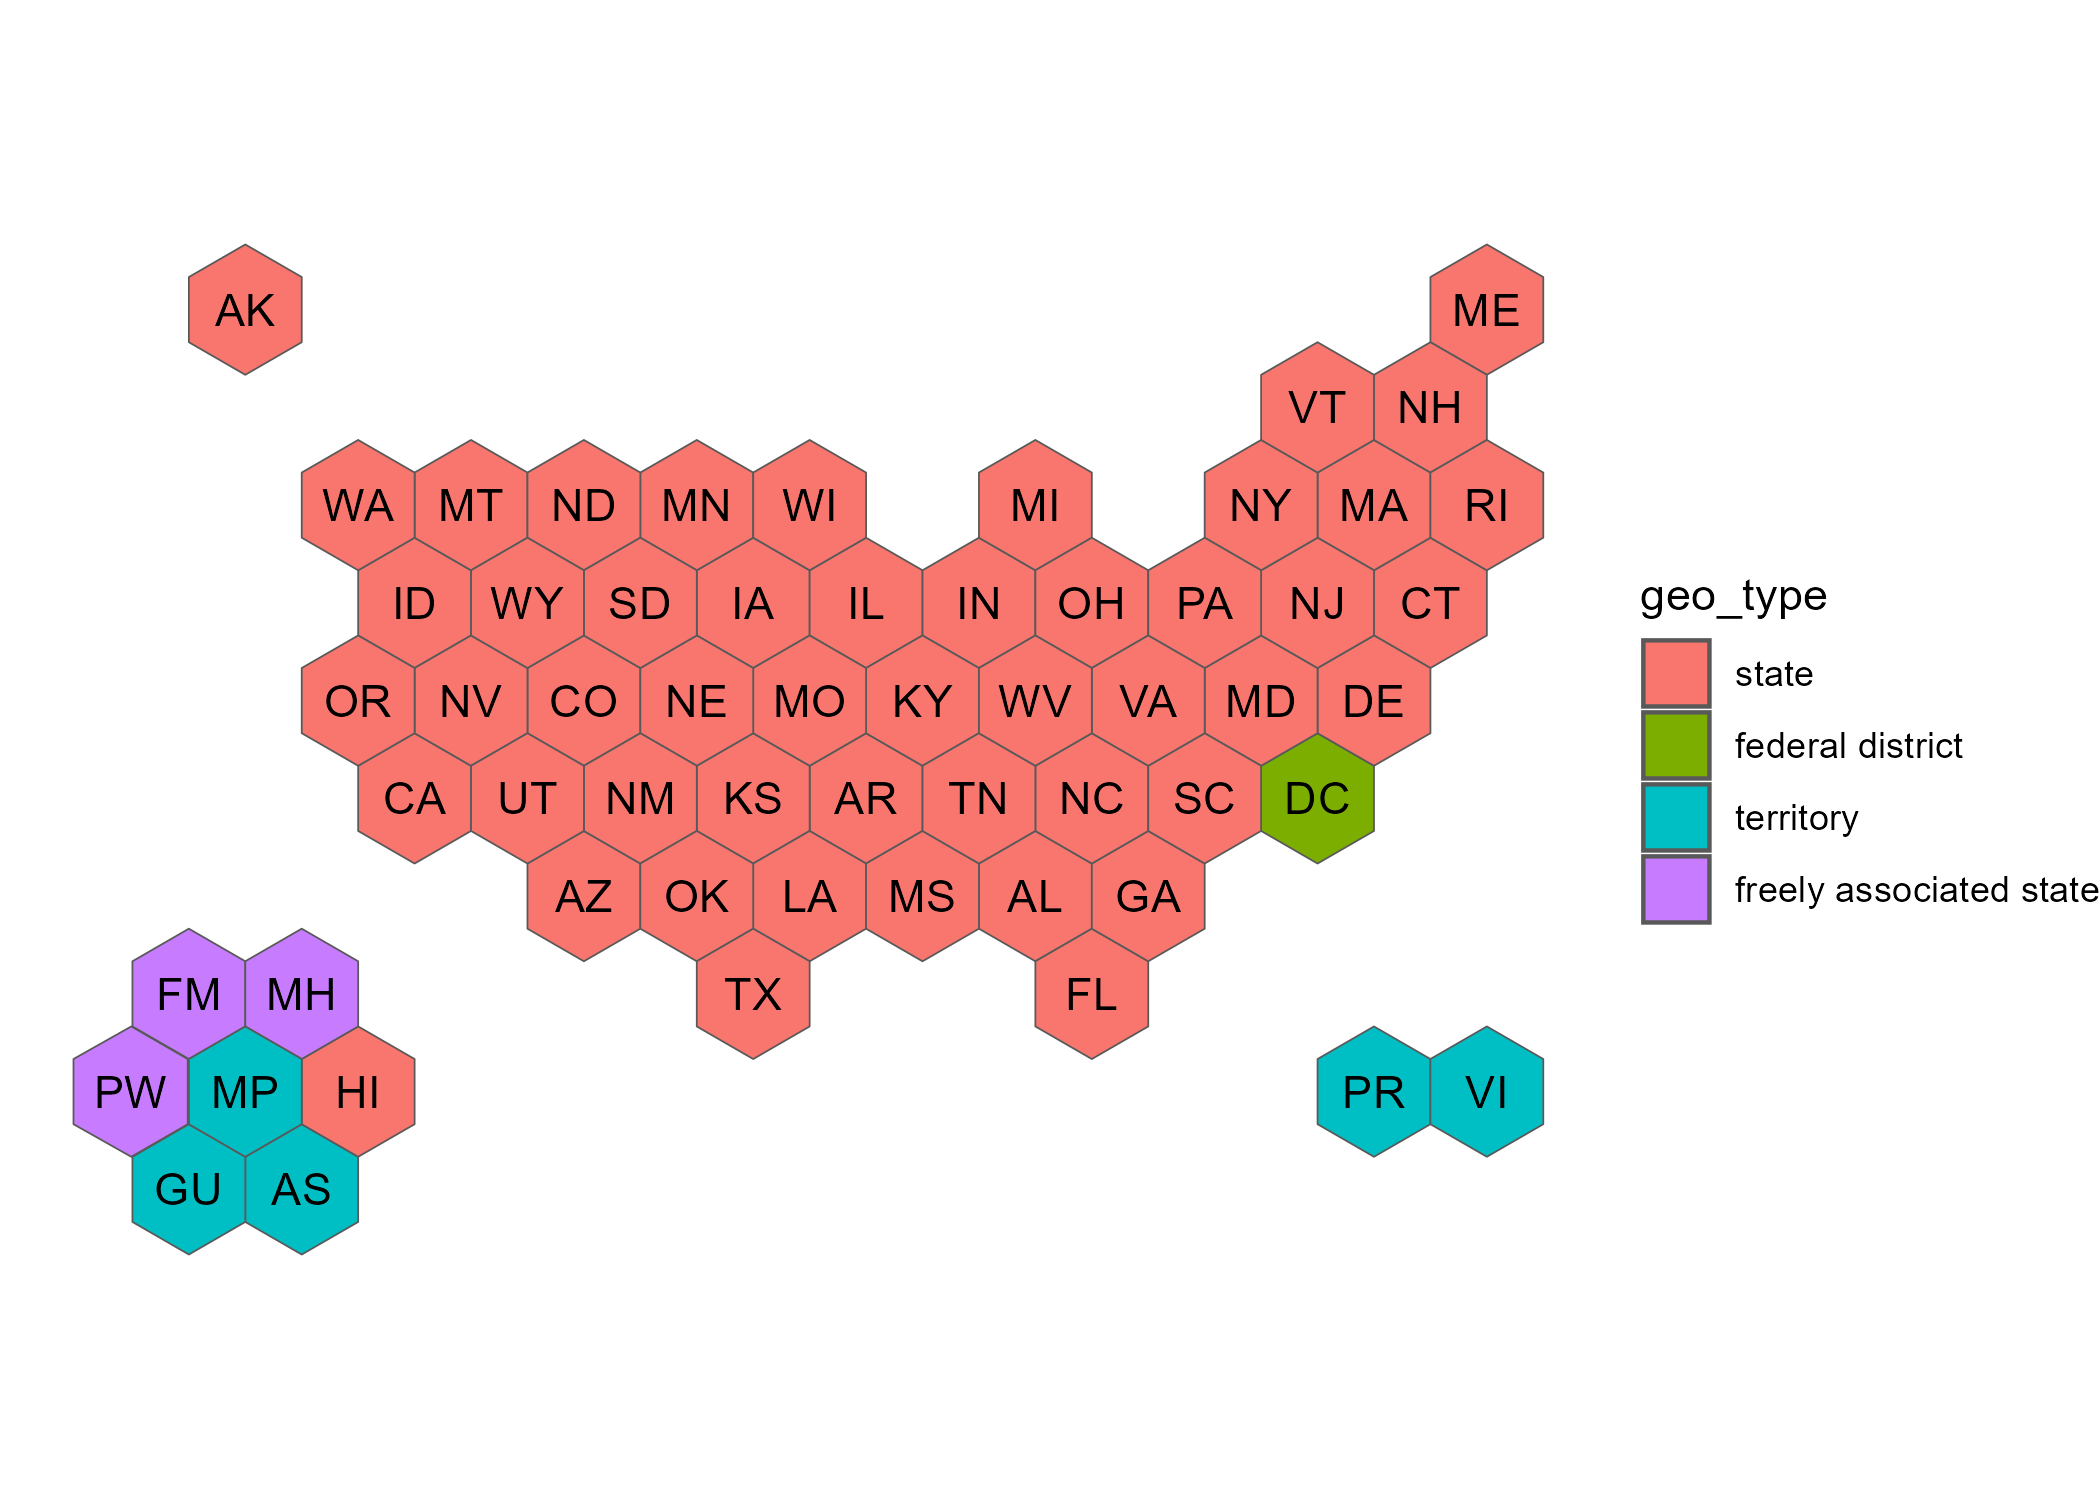 AK ME
VT NH
WA MT ND MN WI MI NY MA RI
ID WY SD IA IL IN OH PA NJ CT
OR NV CO NE MO KY WV VA MD DE
CA UT NM KS AR TN NC SC DC
AZ OK LA MS AL GA
FM MH TX FL
PW MP HI PR VI
GU AS
geo_type
state
federal district
territory
freely associated state